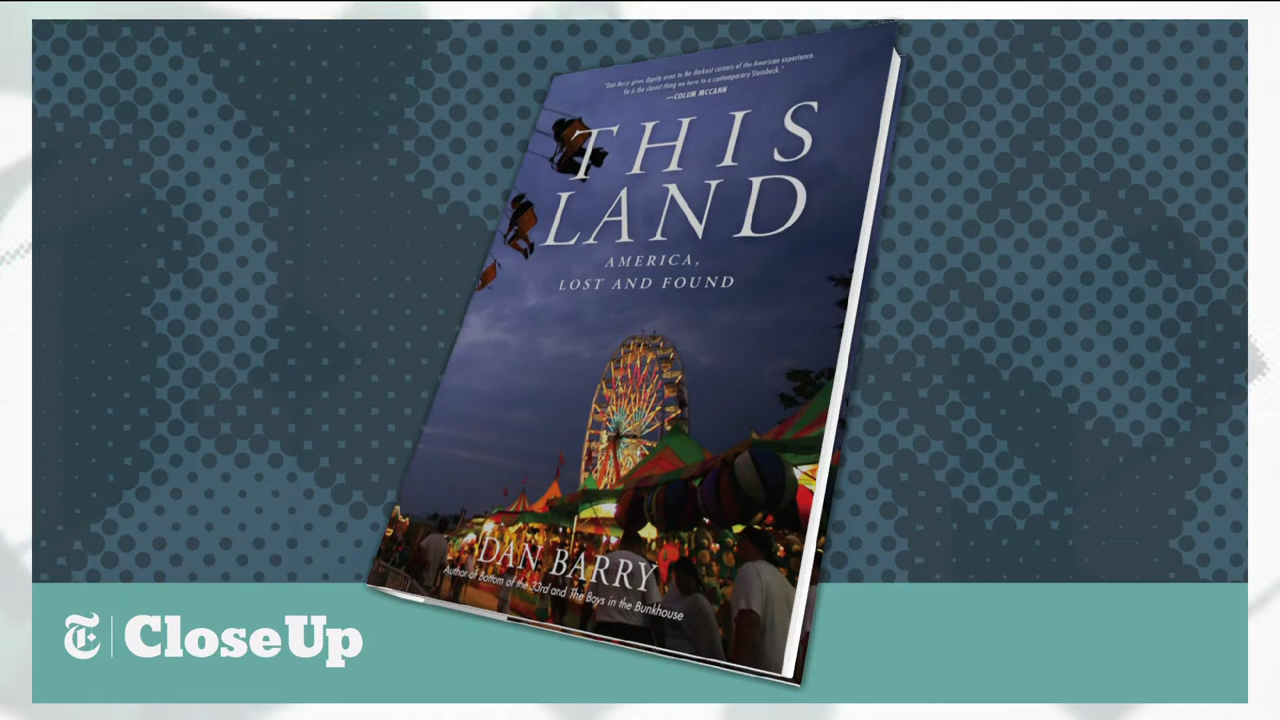 "Dan Barry gives dignity even to the darkest corners of the American experience.
He is the closest thing we have to a contemporary Steinbeck."
—COLUM MCCANN
THIS
LAND
AMERICA,
LOST AND FOUND
DAN BARRY
Author of Bottom of the 33rd and The Boys in the Bunkhouse
T | CloseUp